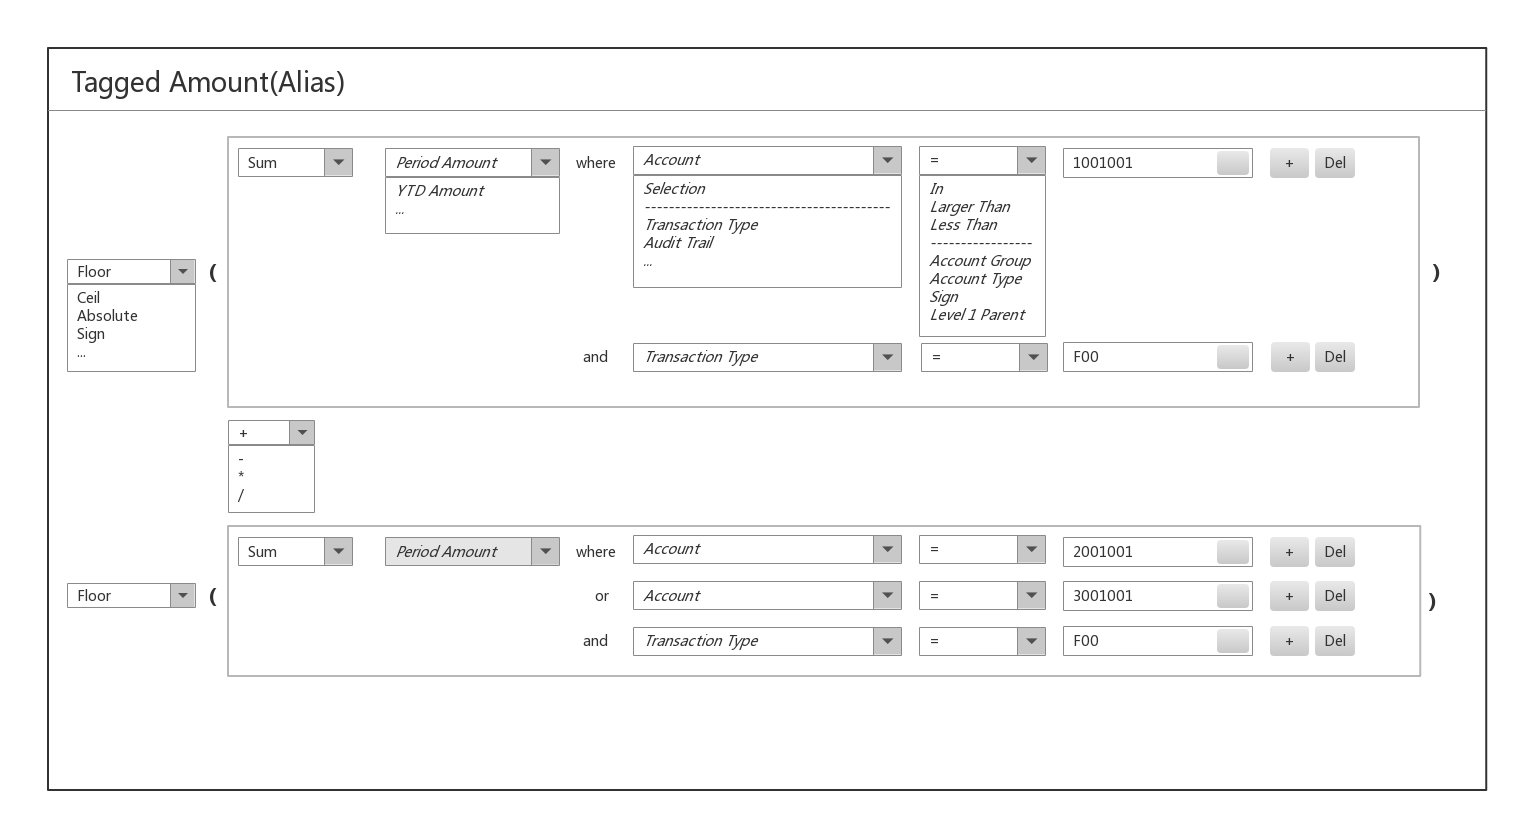 Tagged Amount(Alias)
Sum Period Amount where Account = 1001001 + Del
YTD Amount
...
Selection
-----------------------------------------
Transaction Type
Audit Trail
...
In
Larger Than
Less Than
-----------------
Account Group
Account Type
Sign
Level 1 Parent
Floor ( )
Ceil
Absolute
Sign
...
and Transaction Type = F00 + Del
+
-
*
/
Sum Period Amount where Account = 2001001 + Del
Floor ( or Account = 3001001 + Del )
and Transaction Type = F00 + Del